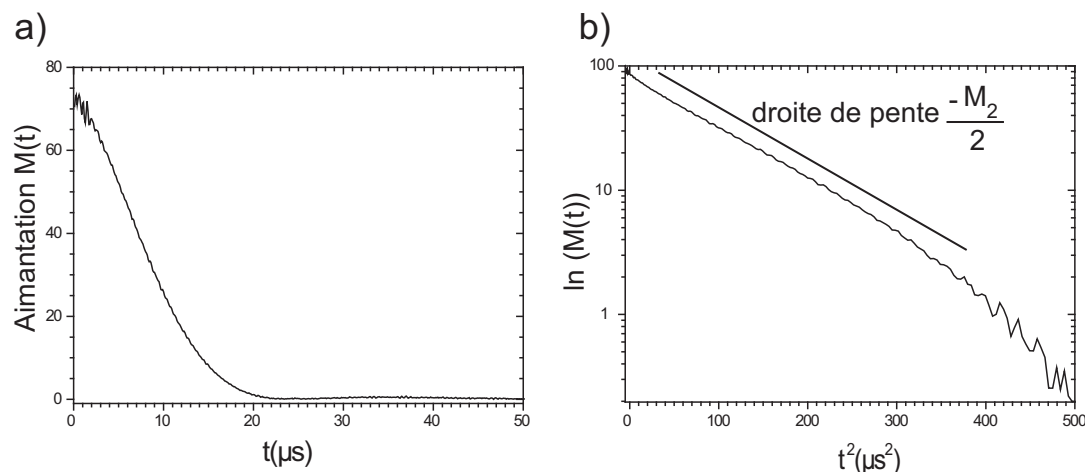 a)
80
60
40
20
0
Aimantation M(t)
0 10 20 30 40 50
t(µs)
b)
100
10
1
ln (M(t))
droite de pente -M₂
2
0 100 200 300 400 500
t²(µs²)